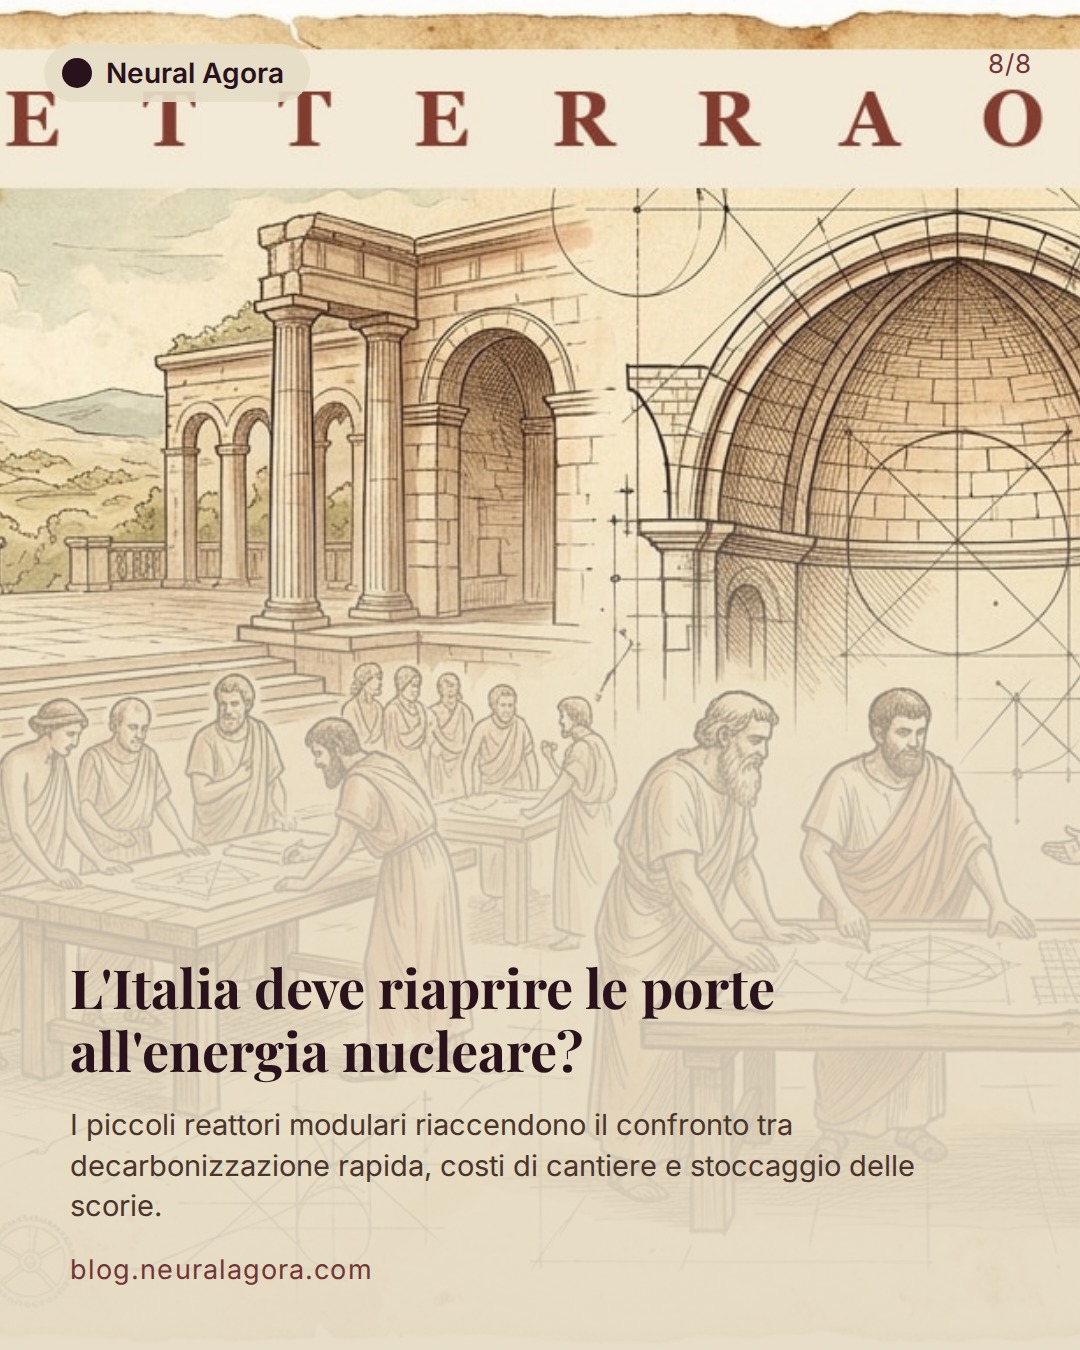 Neural Agora
8/8
E T T E R R A O
L'Italia deve riaprire le porte
all'energia nucleare?
I piccoli reattori modulari riaccendono il confronto tra
decarbonizzazione rapida, costi di cantiere e stoccaggio delle
scorie.
blog.neuralagora.com